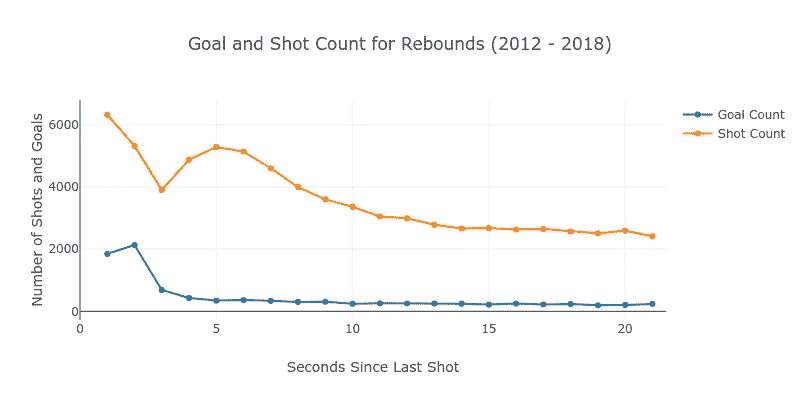 Goal and Shot Count for Rebounds (2012 - 2018)
Number of Shots and Goals
6000
4000
2000
0
0 5 10 15 20
Seconds Since Last Shot
Goal Count
Shot Count